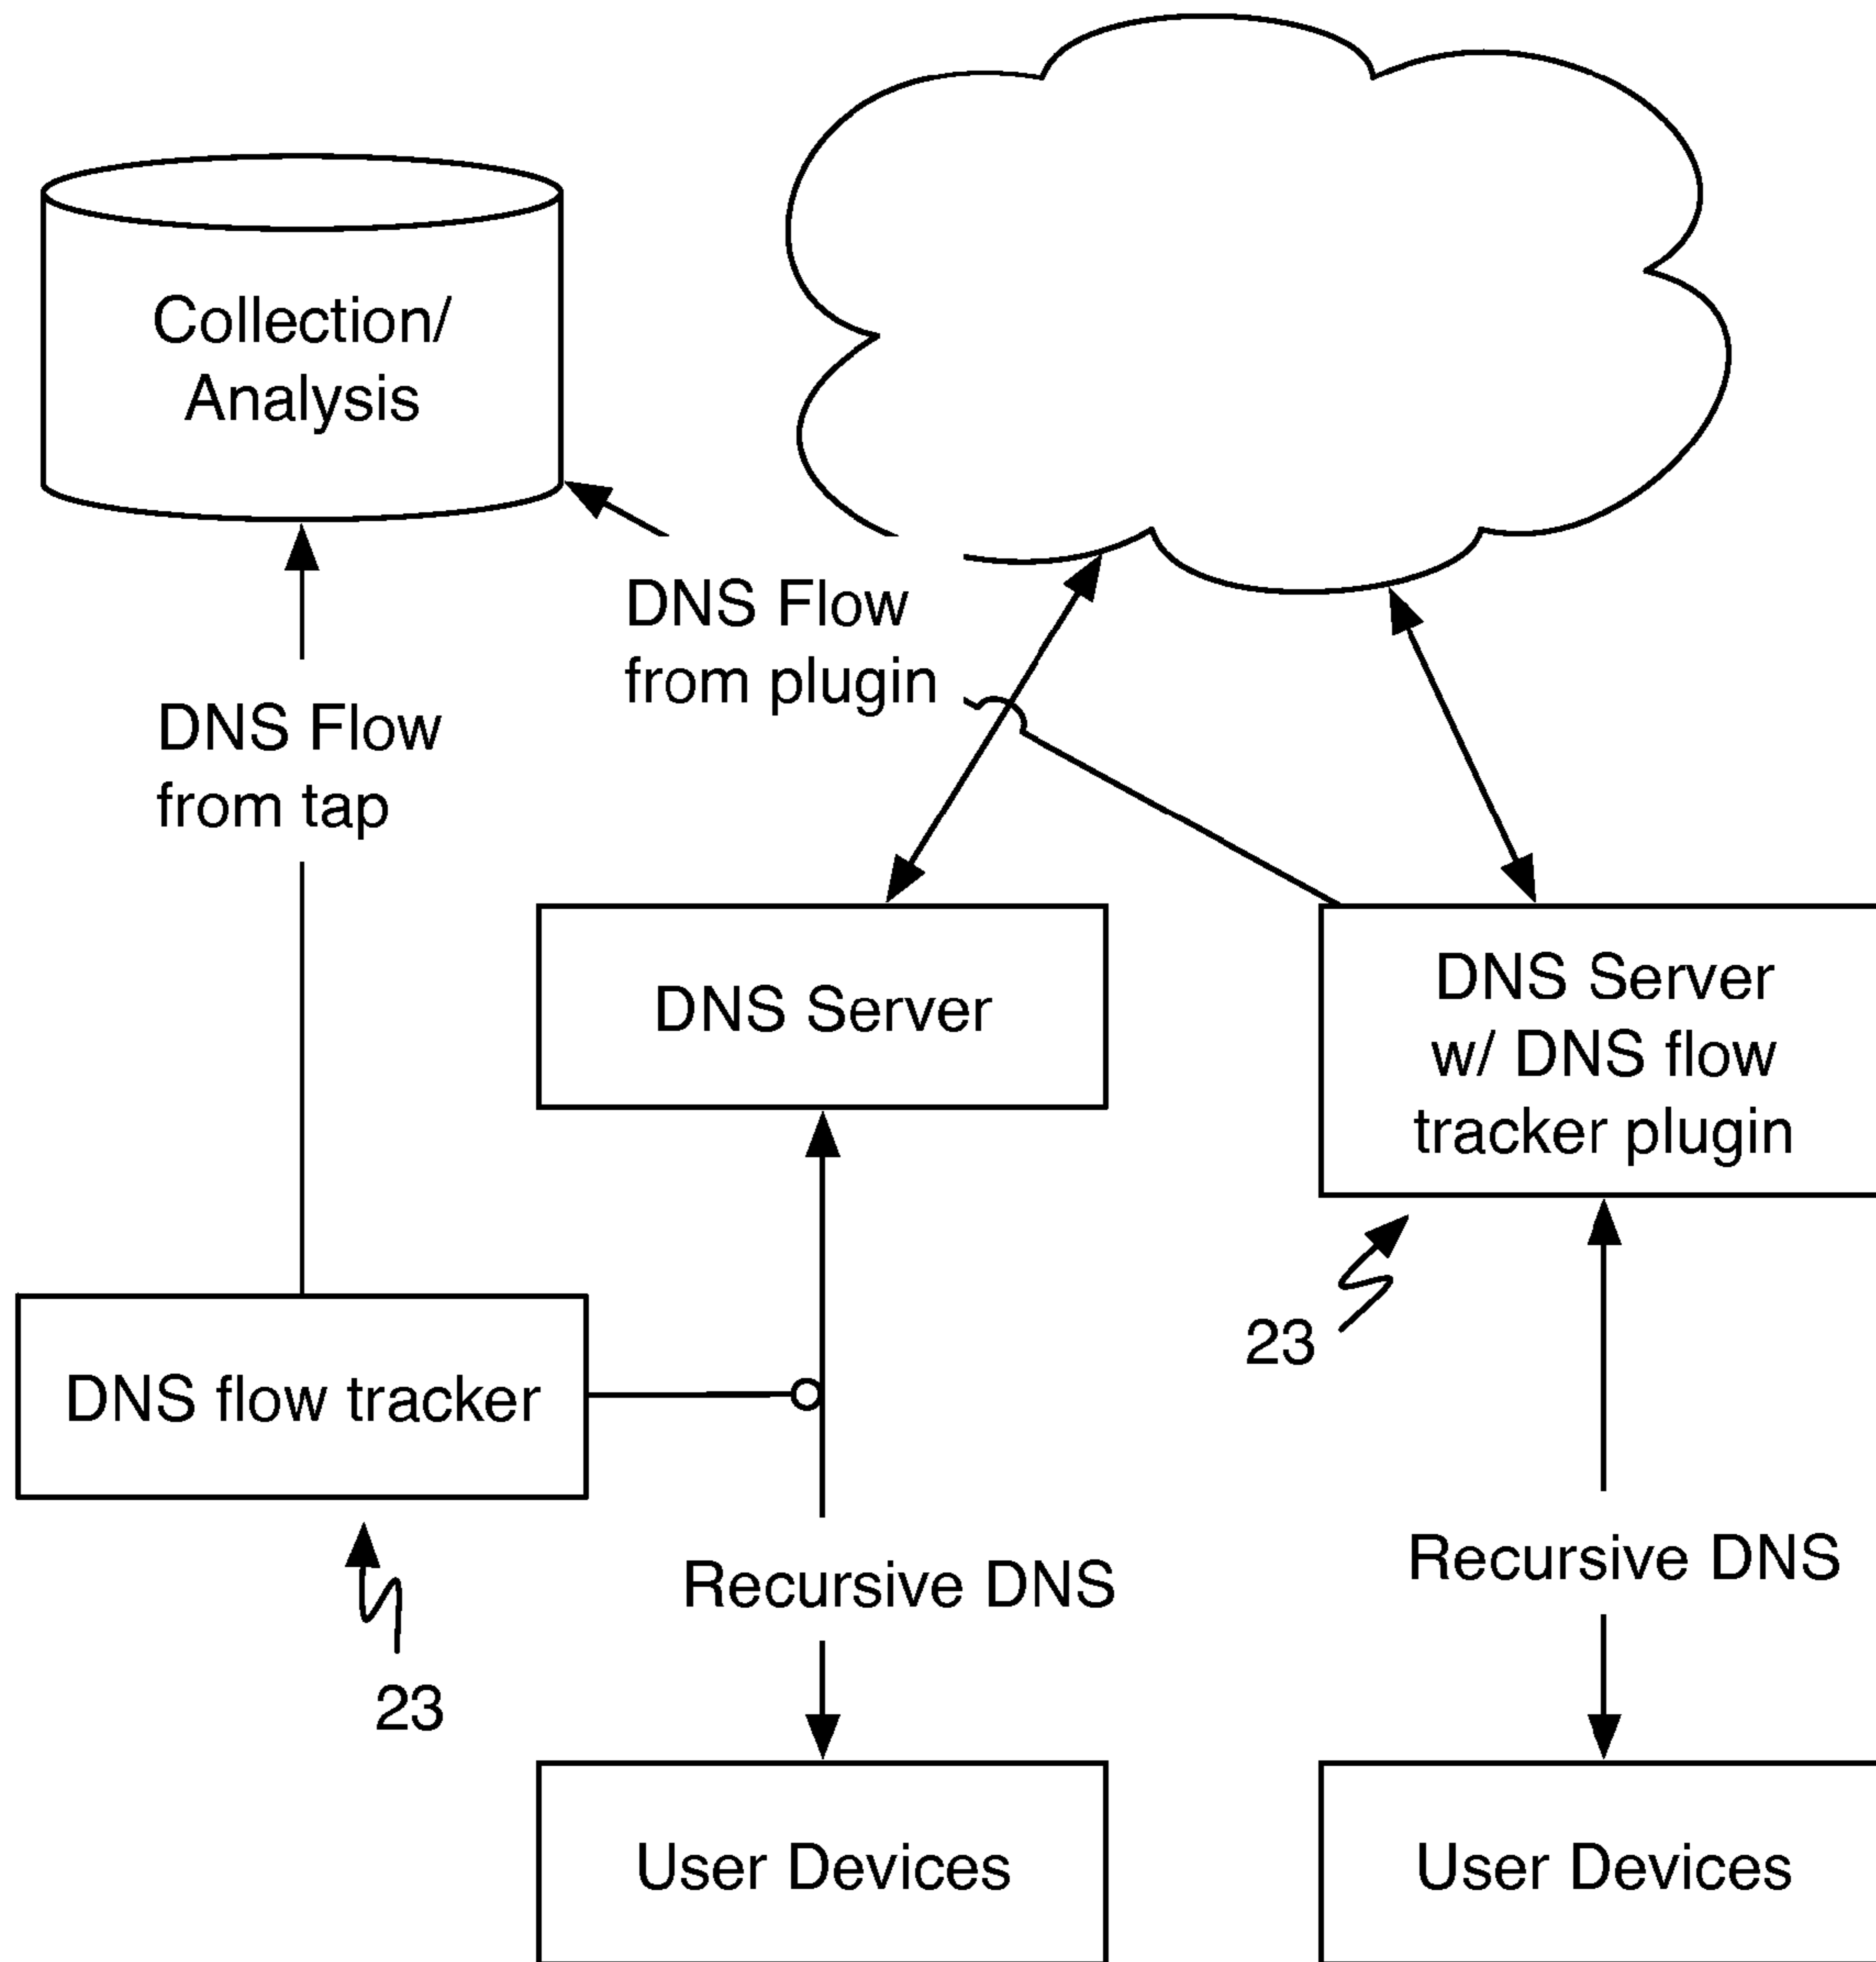 Collection/
Analysis
DNS Flow
from plugin
DNS Flow
from tap
DNS Server
DNS Server
w/ DNS flow
tracker plugin
23
DNS flow tracker
23
Recursive DNS
Recursive DNS
User Devices
User Devices